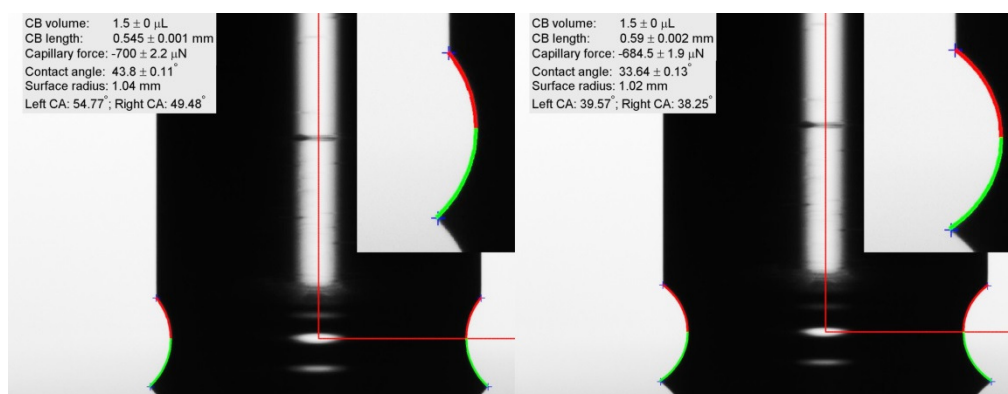 CB volume: 1.5 ± 0 μL
CB length: 0.545 ± 0.001 mm
Capillary force: -700 ± 2.2 μN
Contact angle: 43.8 ± 0.11°
Surface radius: 1.04 mm
Left CA: 54.77°; Right CA: 49.48°
CB volume: 1.5 ± 0 μL
CB length: 0.59 ± 0.002 mm
Capillary force: -684.5 ± 1.9 μN
Contact angle: 33.64 ± 0.13°
Surface radius: 1.02 mm
Left CA: 39.57°; Right CA: 38.25°